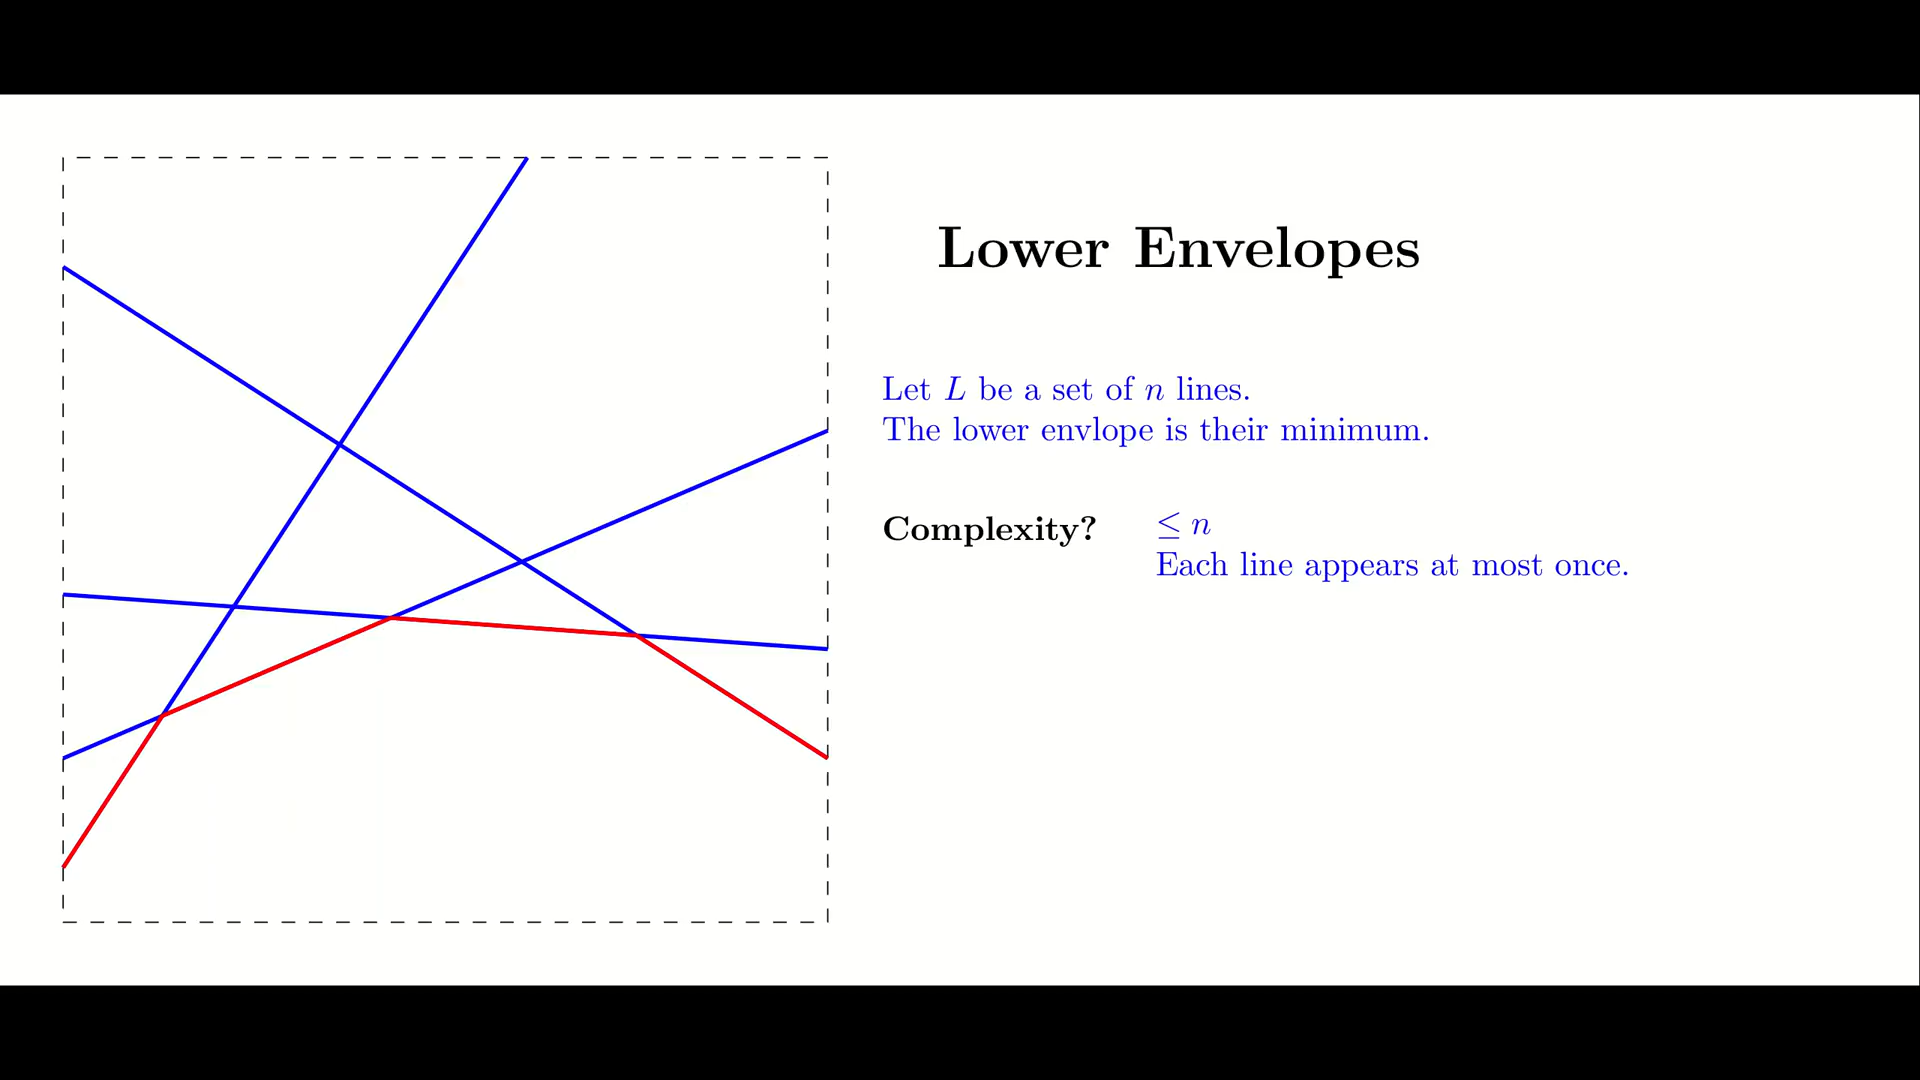 Lower Envelopes
Let L be a set of n lines.
The lower envlope is their minimum.
Complexity? ≤ n
Each line appears at most once.